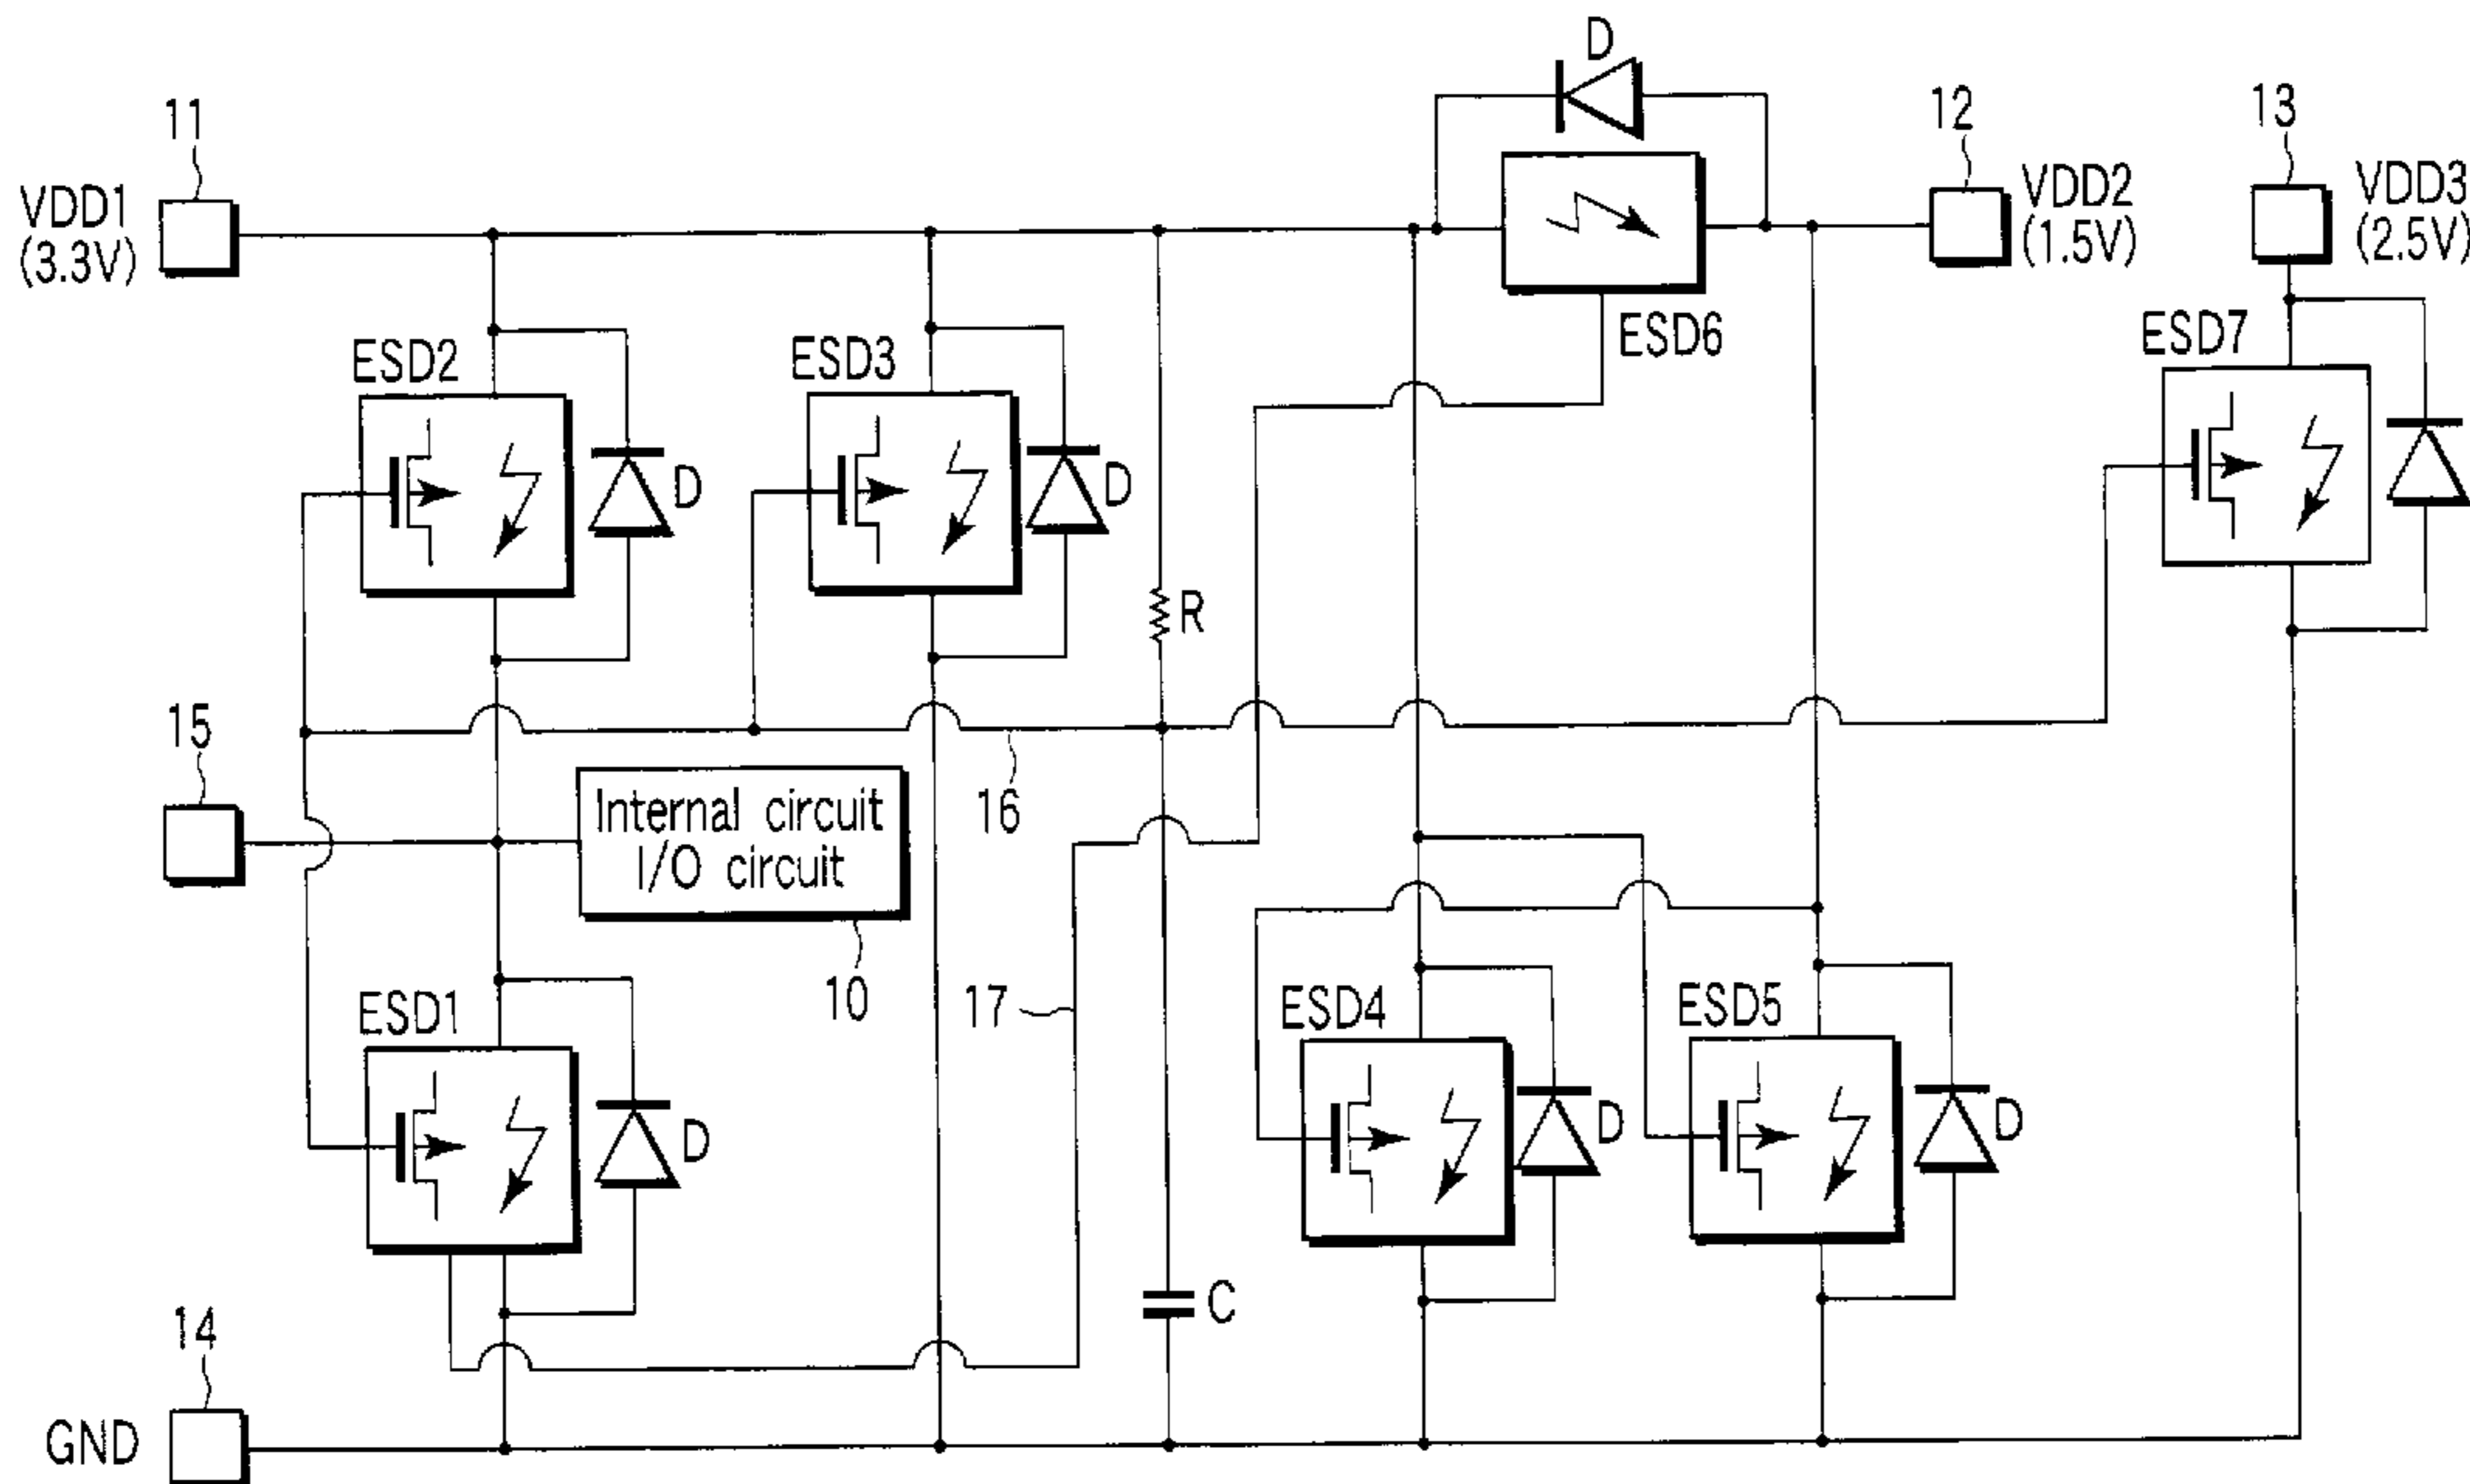 D
11
12
13
VDD1
(3.3V)
VDD2
(1.5V)
VDD3
(2.5V)
ESD2
ESD3
ESD6
ESD7
D
D
R
15
Internal circuit
I/O circuit
16
10
17
ESD1
ESD4
ESD5
D
D
D
C
14
GND